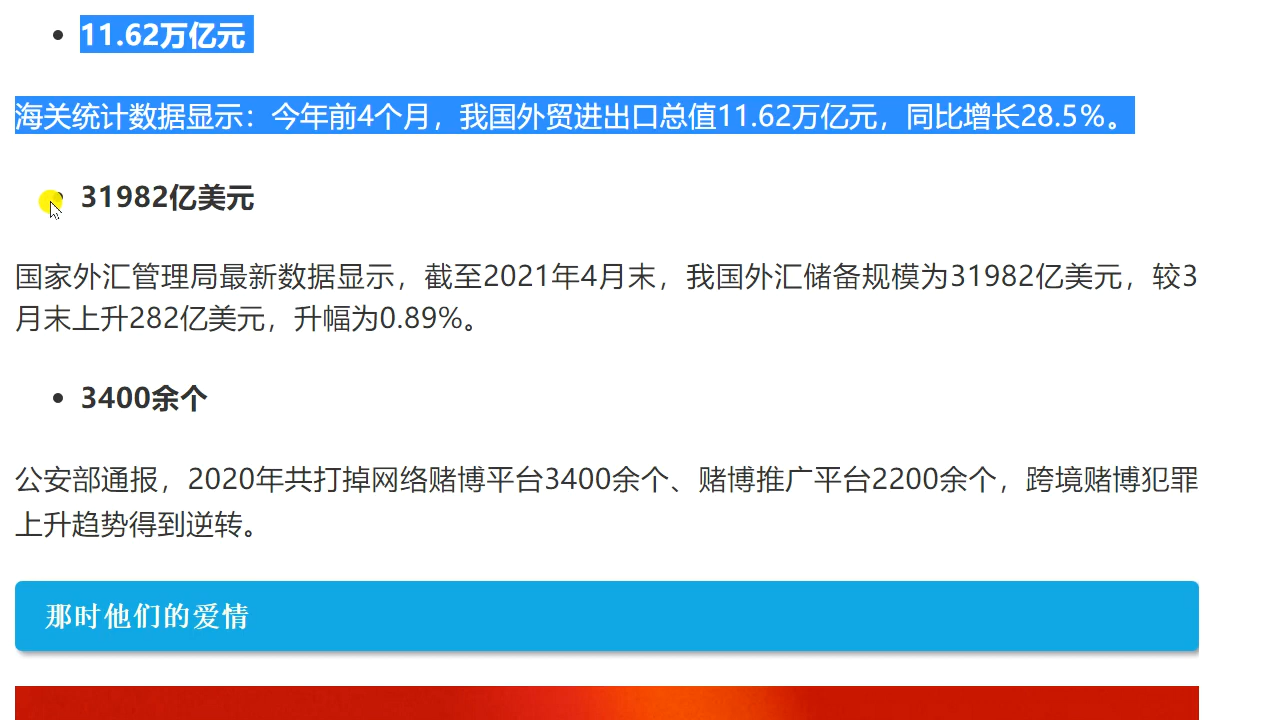 11.62万亿元
海关统计数据显示：今年前4个月，我国外贸进出口总值11.62万亿元，同比增长28.5%。
31982亿美元
国家外汇管理局最新数据显示，截至2021年4月末，我国外汇储备规模为31982亿美元，较3
月末上升282亿美元，升幅为0.89%。
3400余个
公安部通报，2020年共打掉网络赌博平台3400余个、赌博推广平台2200余个，跨境赌博犯罪
上升趋势得到逆转。
那时他们的爱情